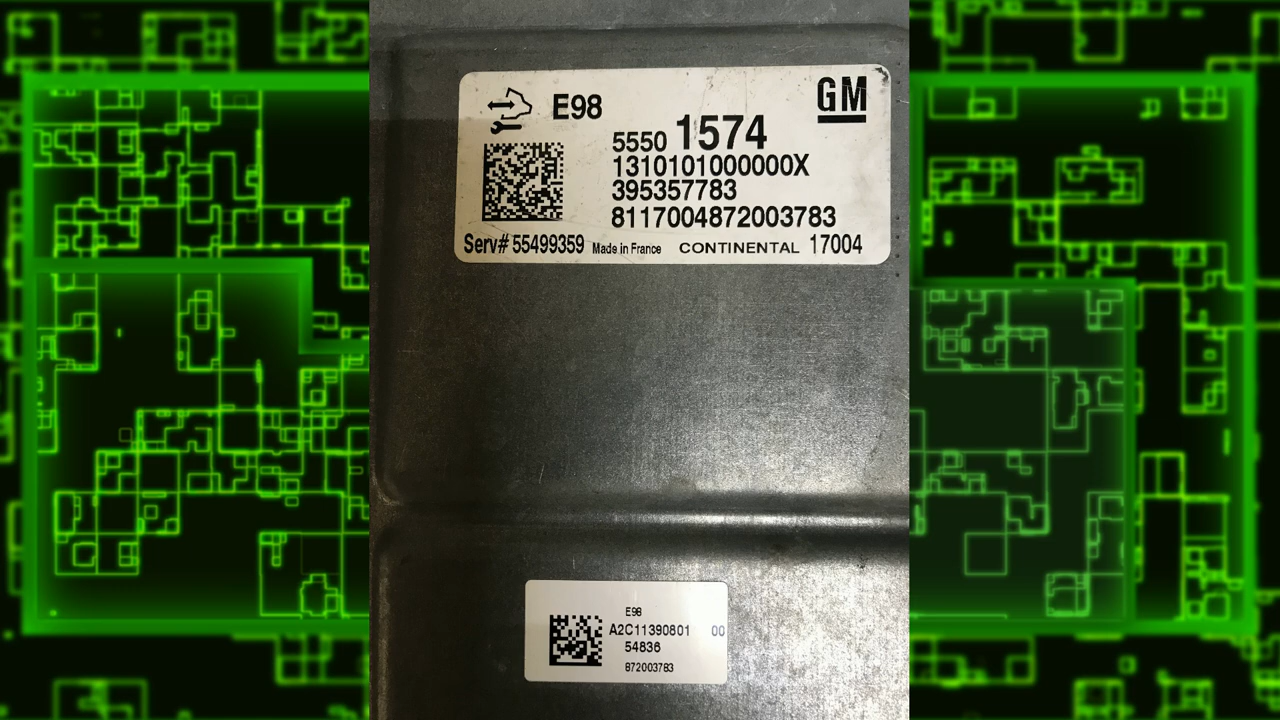 E98
GM
5550 1574
1310101000000X
395357783
8117004872003783
Serv# 55499359 Made in France CONTINENTAL 17004
E98
A2C11390801 00
54836
872003783